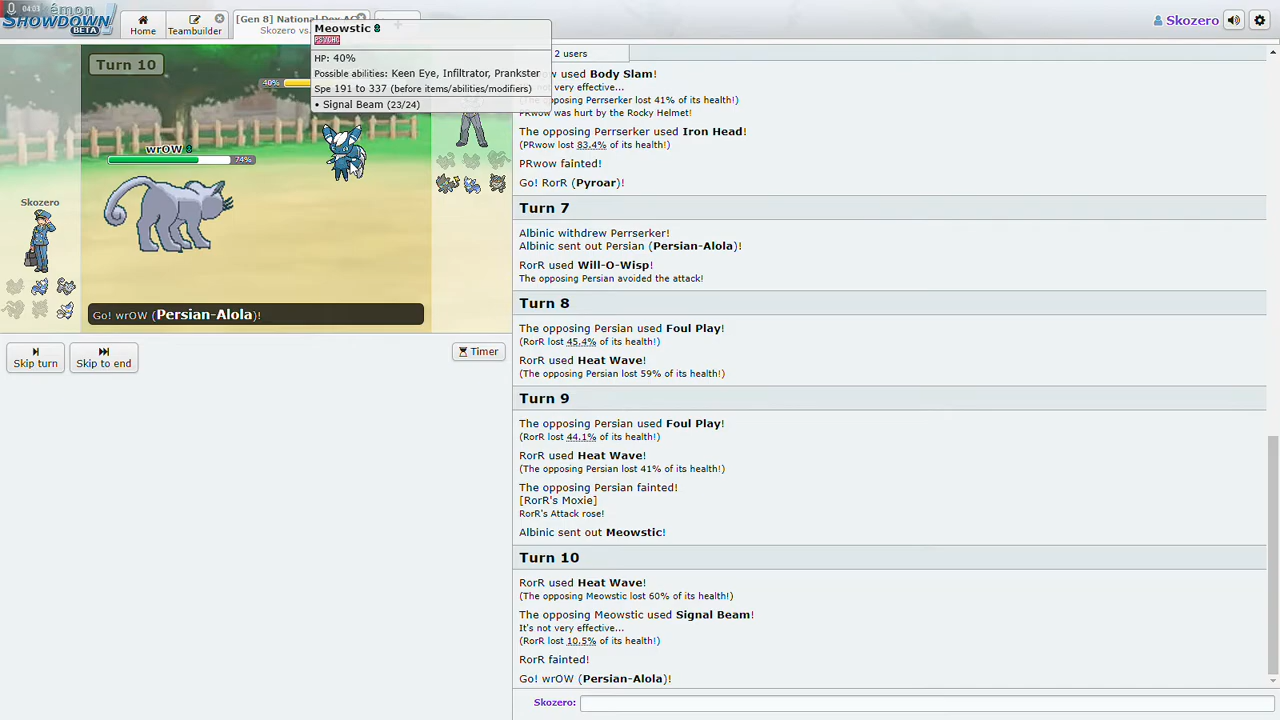 04:03
okémon
SHOWDOWN
BETA
Home
Teambuilder
[Gen 8] National Dex AG
Skozero vs.
Skozero
Meowstic
PSYCHC
HP: 40%
Possible abilities: Keen Eye, Infiltrator, Prankster
Spe 191 to 337 (before items/abilities/modifiers)
• Signal Beam (23/24)
Turn 10
40%
wrOW
74%
Skozero
Go! wrOW (Persian-Alola)!
Skip turn
Skip to end
Timer
2 users
ow used Body Slam!
It's not very effective...
(The opposing Perrserker lost 41% of its health!)
PRwow was hurt by the Rocky Helmet!
The opposing Perrserker used Iron Head!
(PRwow lost 83.4% of its health!)
PRwow fainted!
Go! RorR (Pyroar)!
Turn 7
Albinic withdrew Perrserker!
Albinic sent out Persian (Persian-Alola)!
RorR used Will-O-Wisp!
The opposing Persian avoided the attack!
Turn 8
The opposing Persian used Foul Play!
(RorR lost 45.4% of its health!)
RorR used Heat Wave!
(The opposing Persian lost 59% of its health!)
Turn 9
The opposing Persian used Foul Play!
(RorR lost 44.1% of its health!)
RorR used Heat Wave!
(The opposing Persian lost 41% of its health!)
The opposing Persian fainted!
[RorR's Moxie]
RorR's Attack rose!
Albinic sent out Meowstic!
Turn 10
RorR used Heat Wave!
(The opposing Meowstic lost 60% of its health!)
The opposing Meowstic used Signal Beam!
It's not very effective...
(RorR lost 10.5% of its health!)
RorR fainted!
Go! wrOW (Persian-Alola)!
Skozero: